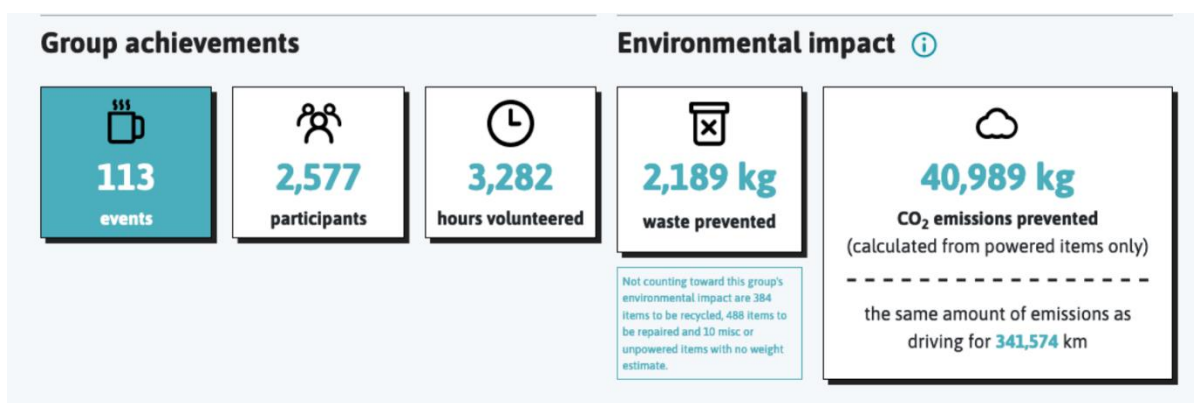 Group achievements
Environmental impact
113
events
2,577
participants
3,282
hours volunteered
2,189 kg
waste prevented
Not counting toward this group's
environmental impact are 384
items to be recycled, 488 items to
be repaired and 10 misc or
unpowered items with no weight
estimate.
40,989 kg
CO₂ emissions prevented
(calculated from powered items only)
the same amount of emissions as
driving for 341,574 km